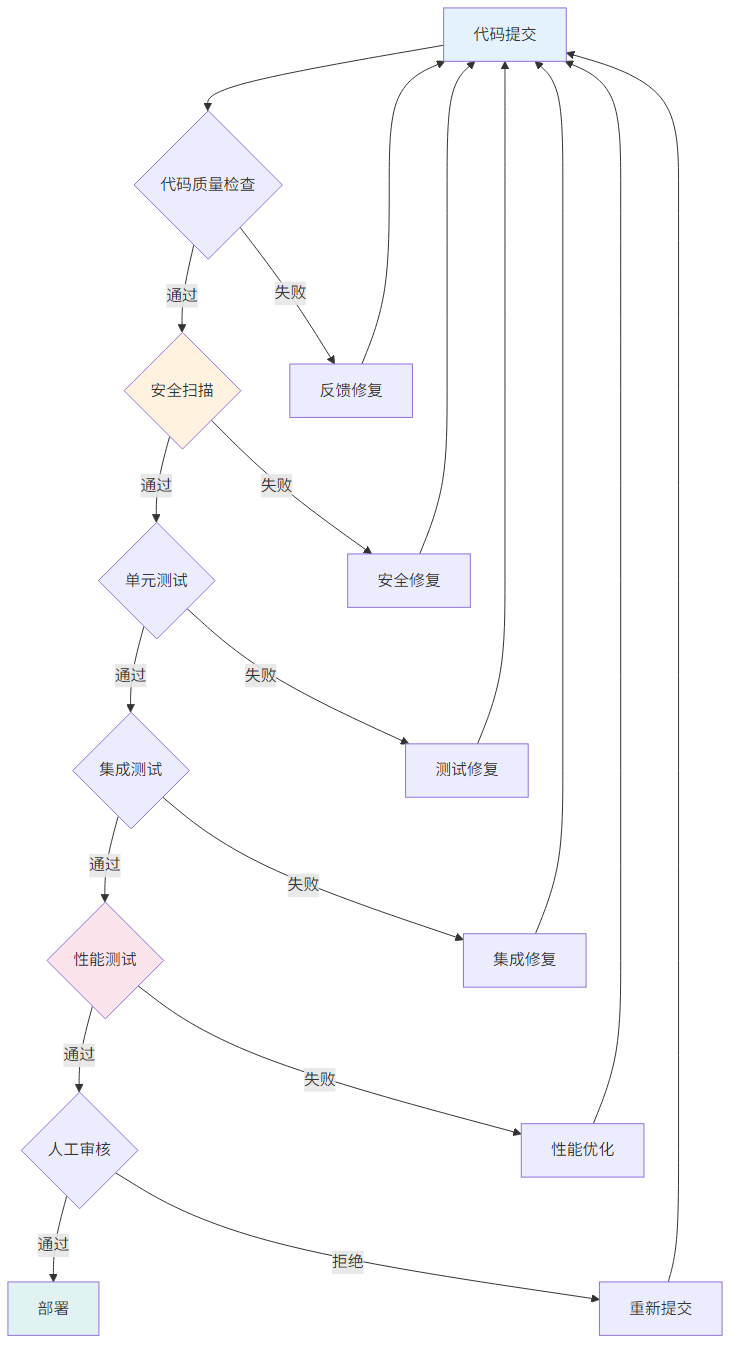 代码提交
代码质量检查
通过
失败
安全扫描
反馈修复
通过
失败
单元测试
安全修复
通过
失败
集成测试
测试修复
通过
失败
性能测试
集成修复
通过
失败
人工审核
性能优化
通过
拒绝
部署
重新提交